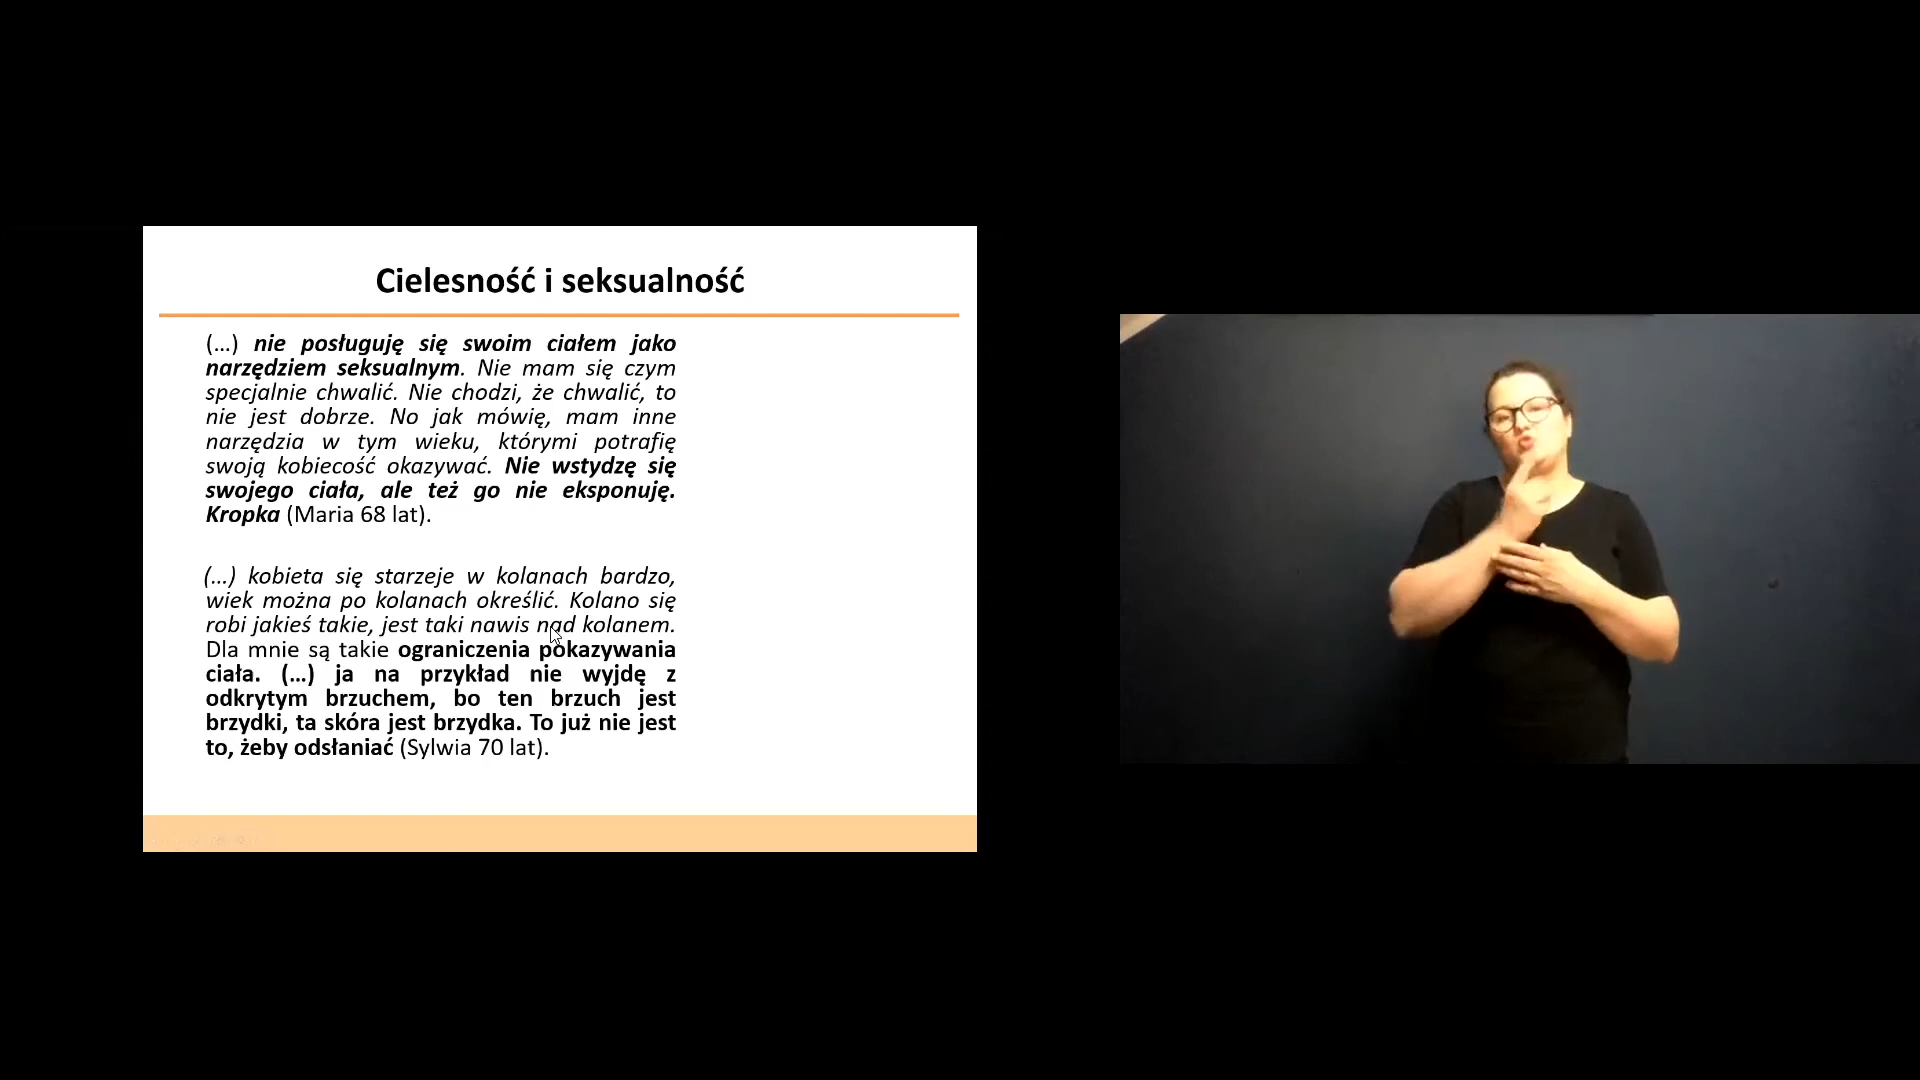 Cielesność i seksualność
(…) nie posługuję się swoim ciałem jako
narzędziem seksualnym. Nie mam się czym
specjalnie chwalić. Nie chodzi, że chwalić, to
nie jest dobrze. No jak mówię, mam inne
narzędzia w tym wieku, którymi potrafię
swoją kobiecość okazywać. Nie wstydzę się
swojego ciała, ale też go nie eksponuję.
Kropka (Maria 68 lat).
(…) kobieta się starzeje w kolanach bardzo,
wiek można po kolanach określić. Kolano się
robi jakieś takie, jest taki nawis nad kolanem.
Dla mnie są takie ograniczenia pokazywania
ciała. (…) ja na przykład nie wyjdę z
odkrytym brzuchem, bo ten brzuch jest
brzydki, ta skóra jest brzydka. To już nie jest
to, żeby odsłaniać (Sylwia 70 lat).